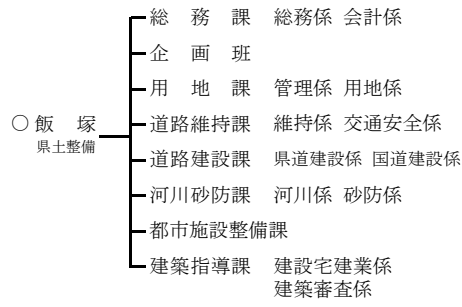 総務課 総務係 会計係
企画班
用地課 管理係 用地係
○飯塚 道路維持課 維持係 交通安全係
県土整備
道路建設課 県道建設係 国道建設係
河川砂防課 河川係 砂防係
都市施設整備課
建築指導課 建設宅建業係
建築審査係